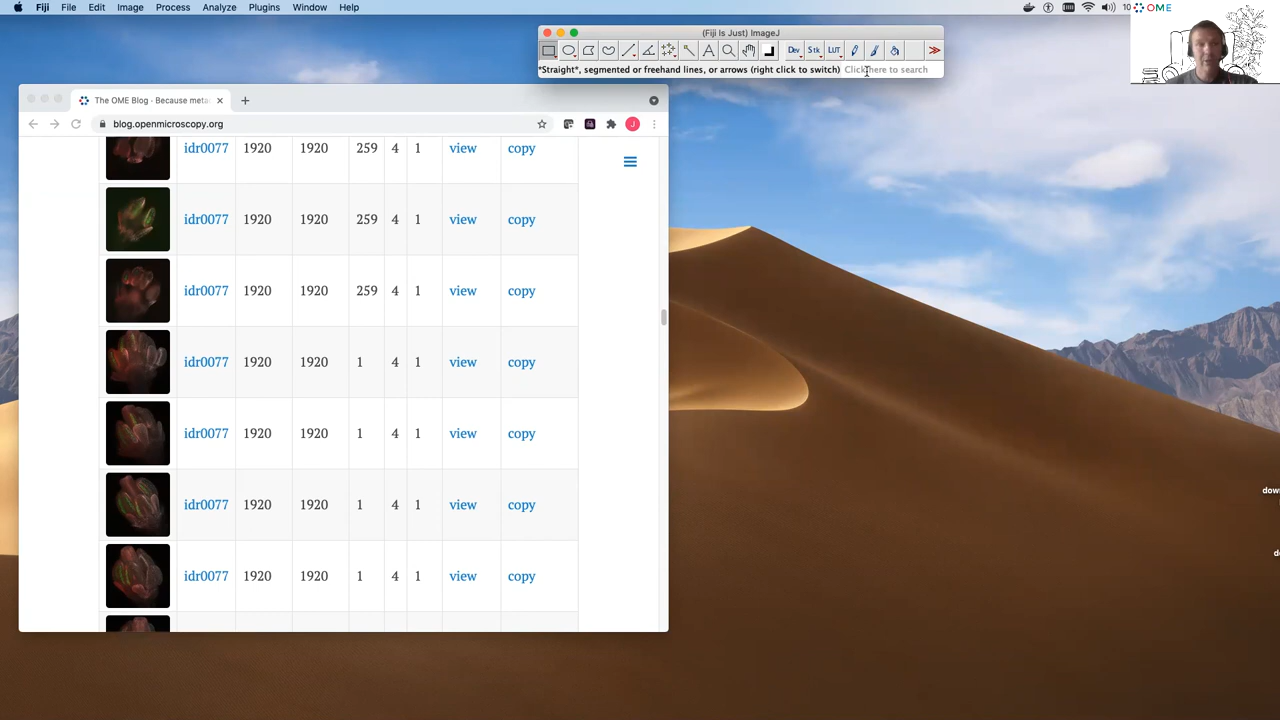 Fiji File Edit Image Process Analyze Plugins Window Help
10 OME
(Fiji Is Just) ImageJ
Dev Stk LUT
*Straight*, segmented or freehand lines, or arrows (right click to switch) Click here to search
The OME Blog - Because meta
blog.openmicroscopy.org J
idr0077 1920 1920 259 4 1 view copy
idr0077 1920 1920 259 4 1 view copy
idr0077 1920 1920 259 4 1 view copy
idr0077 1920 1920 1 4 1 view copy
idr0077 1920 1920 1 4 1 view copy
idr0077 1920 1920 1 4 1 view copy
idr0077 1920 1920 1 4 1 view copy
dow